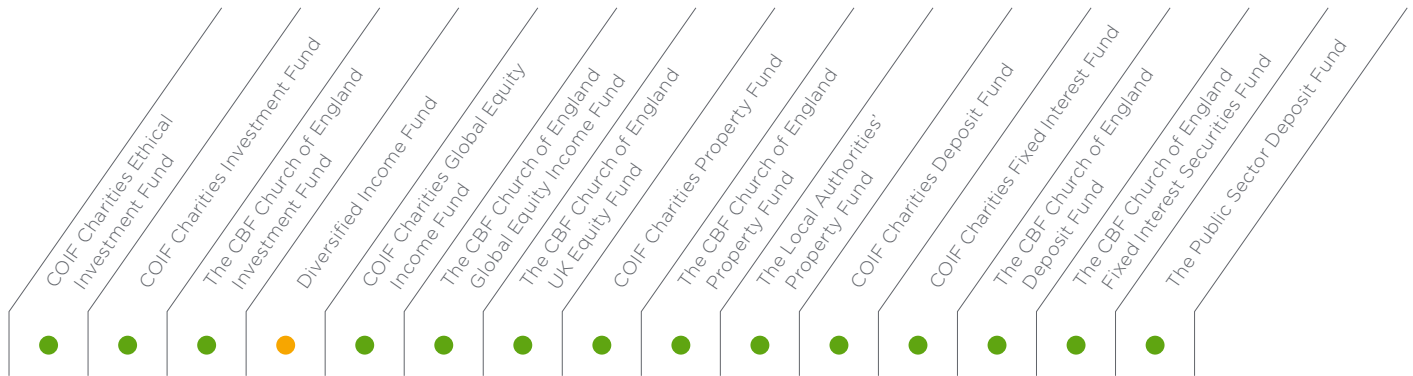 COIF Charities Ethical
Investment Fund
COIF Charities Investment Fund
The CBF Church of England
Investment Fund
Diversified Income Fund
COIF Charities Global Equity
Income Fund
The CBF Church of England
Global Equity Income Fund
The CBF Church of England
UK Equity Fund
COIF Charities Property Fund
The CBF Church of England
Property Fund
The Local Authorities'
Property Fund
COIF Charities Deposit Fund
COIF Charities Fixed Interest Fund
The CBF Church of England
Deposit Fund
The CBF Church of England
Fixed Interest Securities Fund
The Public Sector Deposit Fund